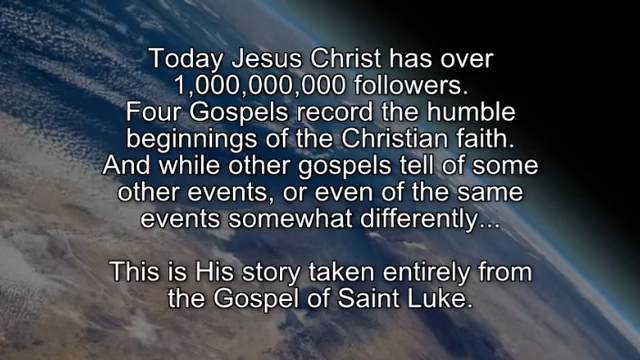 Today Jesus Christ has over
1,000,000,000 followers.
Four Gospels record the humble
beginnings of the Christian faith.
And while other gospels tell of some
other events, or even of the same
events somewhat differently...
This is His story taken entirely from
the Gospel of Saint Luke.